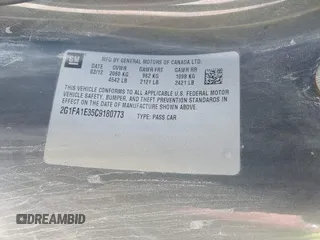 GM
MFD BY GENERAL MOTORS OF CANADA LTD.
DATE GVWR GAWR FRT GAWR RR
02/12 2060 KG 962 KG 1098 KG
4542 LB 2121 LB 2421 LB
THIS VEHICLE CONFORMS TO ALL APPLICABLE U.S. FEDERAL MOTOR
VEHICLE SAFETY, BUMPER, AND THEFT PREVENTION STANDARDS IN
EFFECT ON THE DATE OF MANUFACTURE SHOWN ABOVE.
2G1FA1E35C9180773 TYPE: PASS CAR
DREAMBID